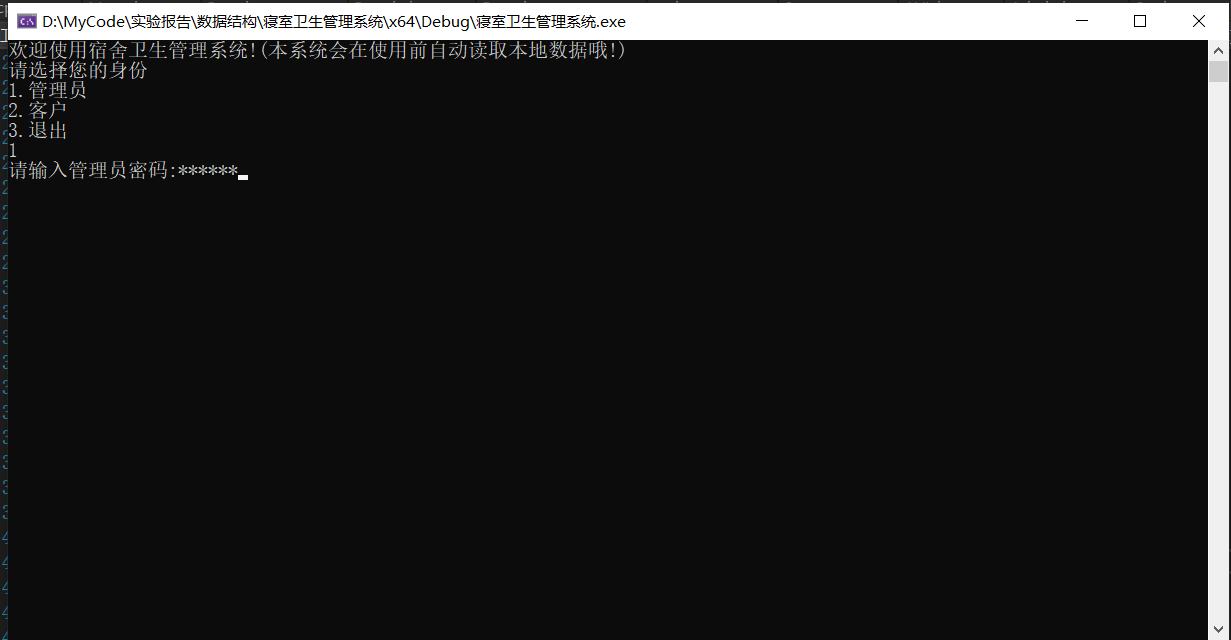 D:\MyCode\实验报告\数据结构\寝室卫生管理系统\x64\Debug\寝室卫生管理系统.exe
欢迎使用宿舍卫生管理系统!(本系统会在使用前自动读取本地数据哦!)
请选择您的身份
1.管理员
2.客户
3.退出
1
请输入管理员密码:******